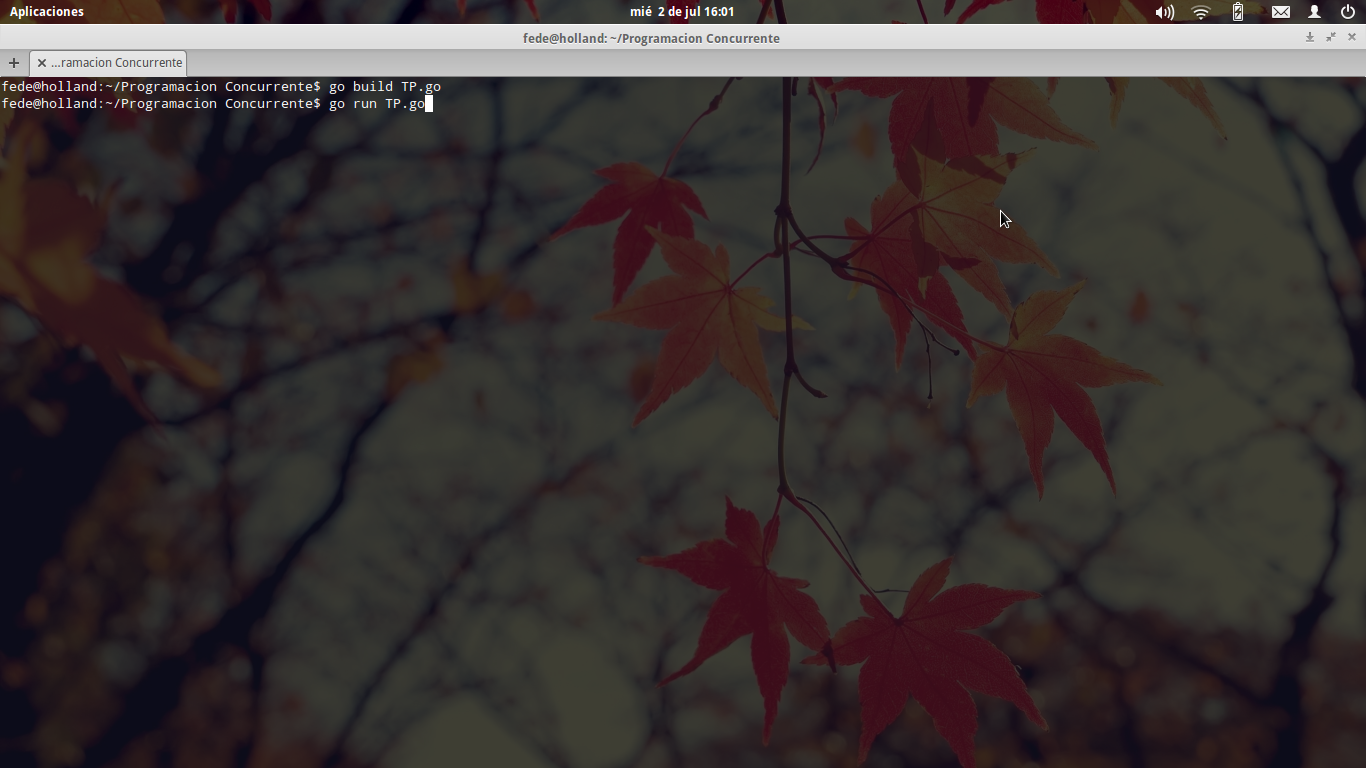 Aplicaciones
mié 2 de jul 16:01
fede@holland: ~/Programacion Concurrente
...ramacion Concurrente
fede@holland:~/Programacion Concurrente$ go build TP.go
fede@holland:~/Programacion Concurrente$ go run TP.go